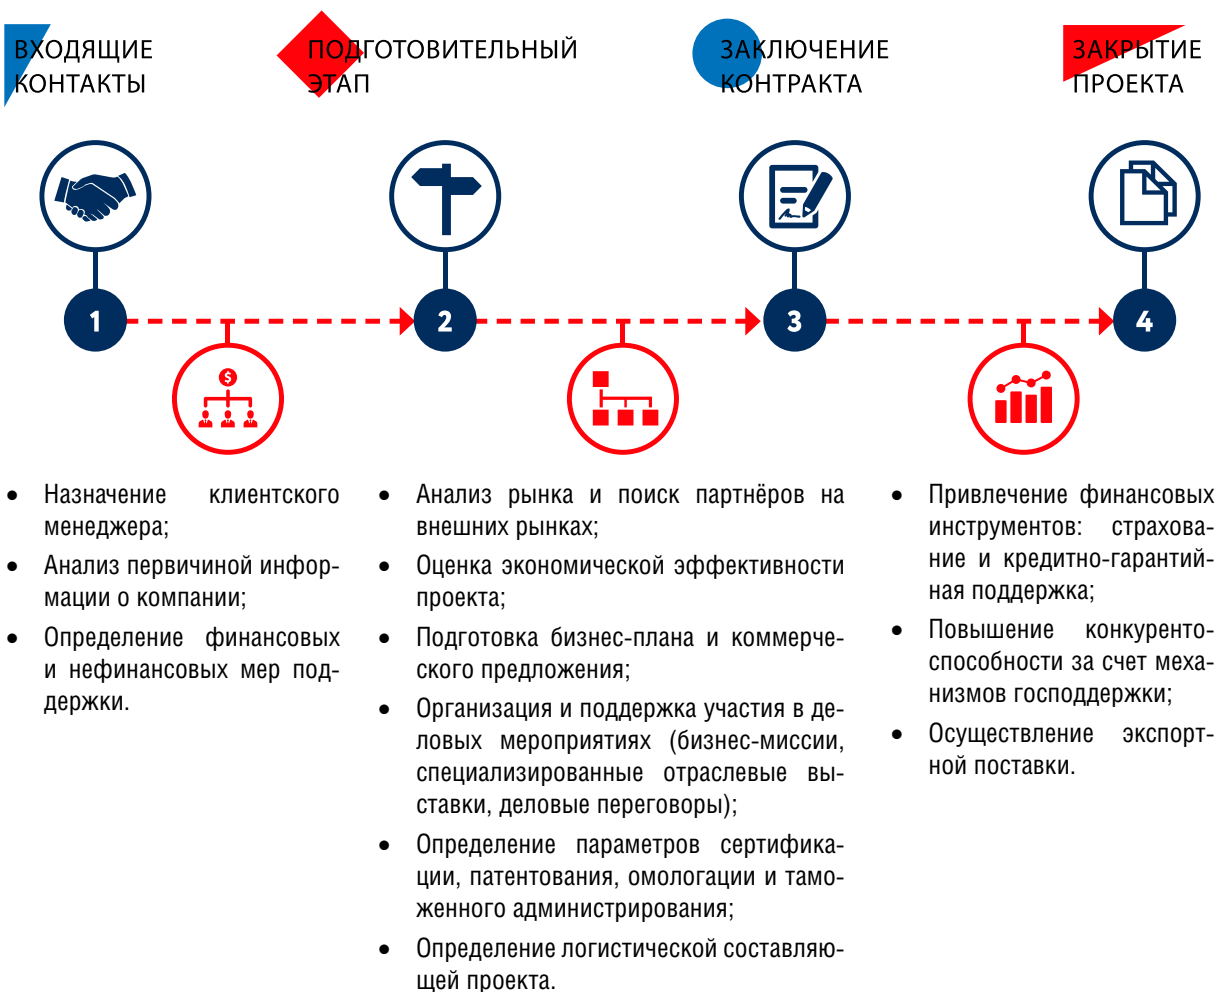 ВХОДЯЩИЕ
КОНТАКТЫ
ПОДГОТОВИТЕЛЬНЫЙ
ЭТАП
ЗАКЛЮЧЕНИЕ
КОНТРАКТА
ЗАКРЫТИЕ
ПРОЕКТА
1
2
3
4
$
• Назначение клиентского
менеджера;
• Анализ первичиной инфор-
мации о компании;
• Определение финансовых
и нефинансовых мер под-
держки.
• Анализ рынка и поиск партнёров на
внешних рынках;
• Оценка экономической эффективности
проекта;
• Подготовка бизнес-плана и коммерче-
ского предложения;
• Организация и поддержка участия в де-
ловых мероприятиях (бизнес-миссии,
специализированные отраслевые вы-
ставки, деловые переговоры);
• Определение параметров сертифика-
ции, патентования, омологации и тамо-
женного администрирования;
• Определение логистической составляю-
щей проекта.
• Привлечение финансовых
инструментов: страхова-
ние и кредитно-гарантий-
ная поддержка;
• Повышение конкуренто-
способности за счет меха-
низмов господдержки;
• Осуществление экспорт-
ной поставки.